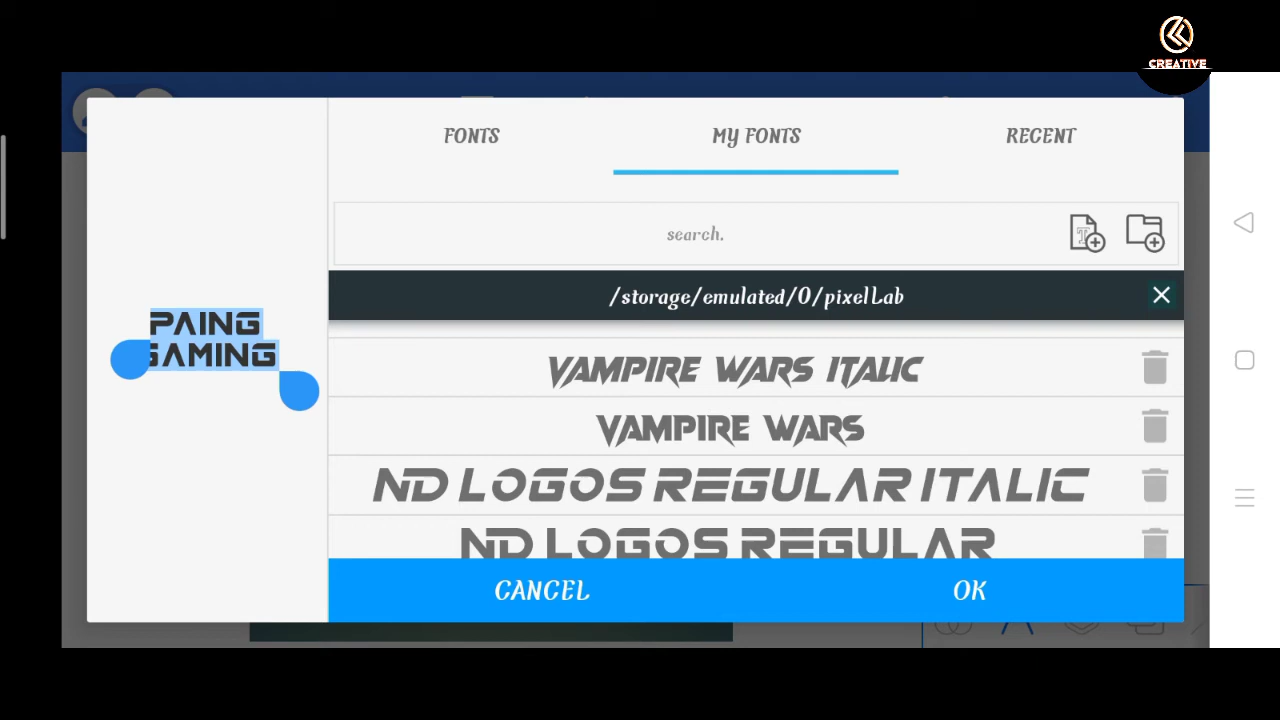 CREATIVE
FONTS
MY FONTS
RECENT
search.
/storage/emulated/0/pixelLab
PAING
GAMING
VAMPIRE WARS ITALIC
VAMPIRE WARS
ND LOGOS REGULAR ITALIC
ND LOGOS REGULAR
CANCEL
OK